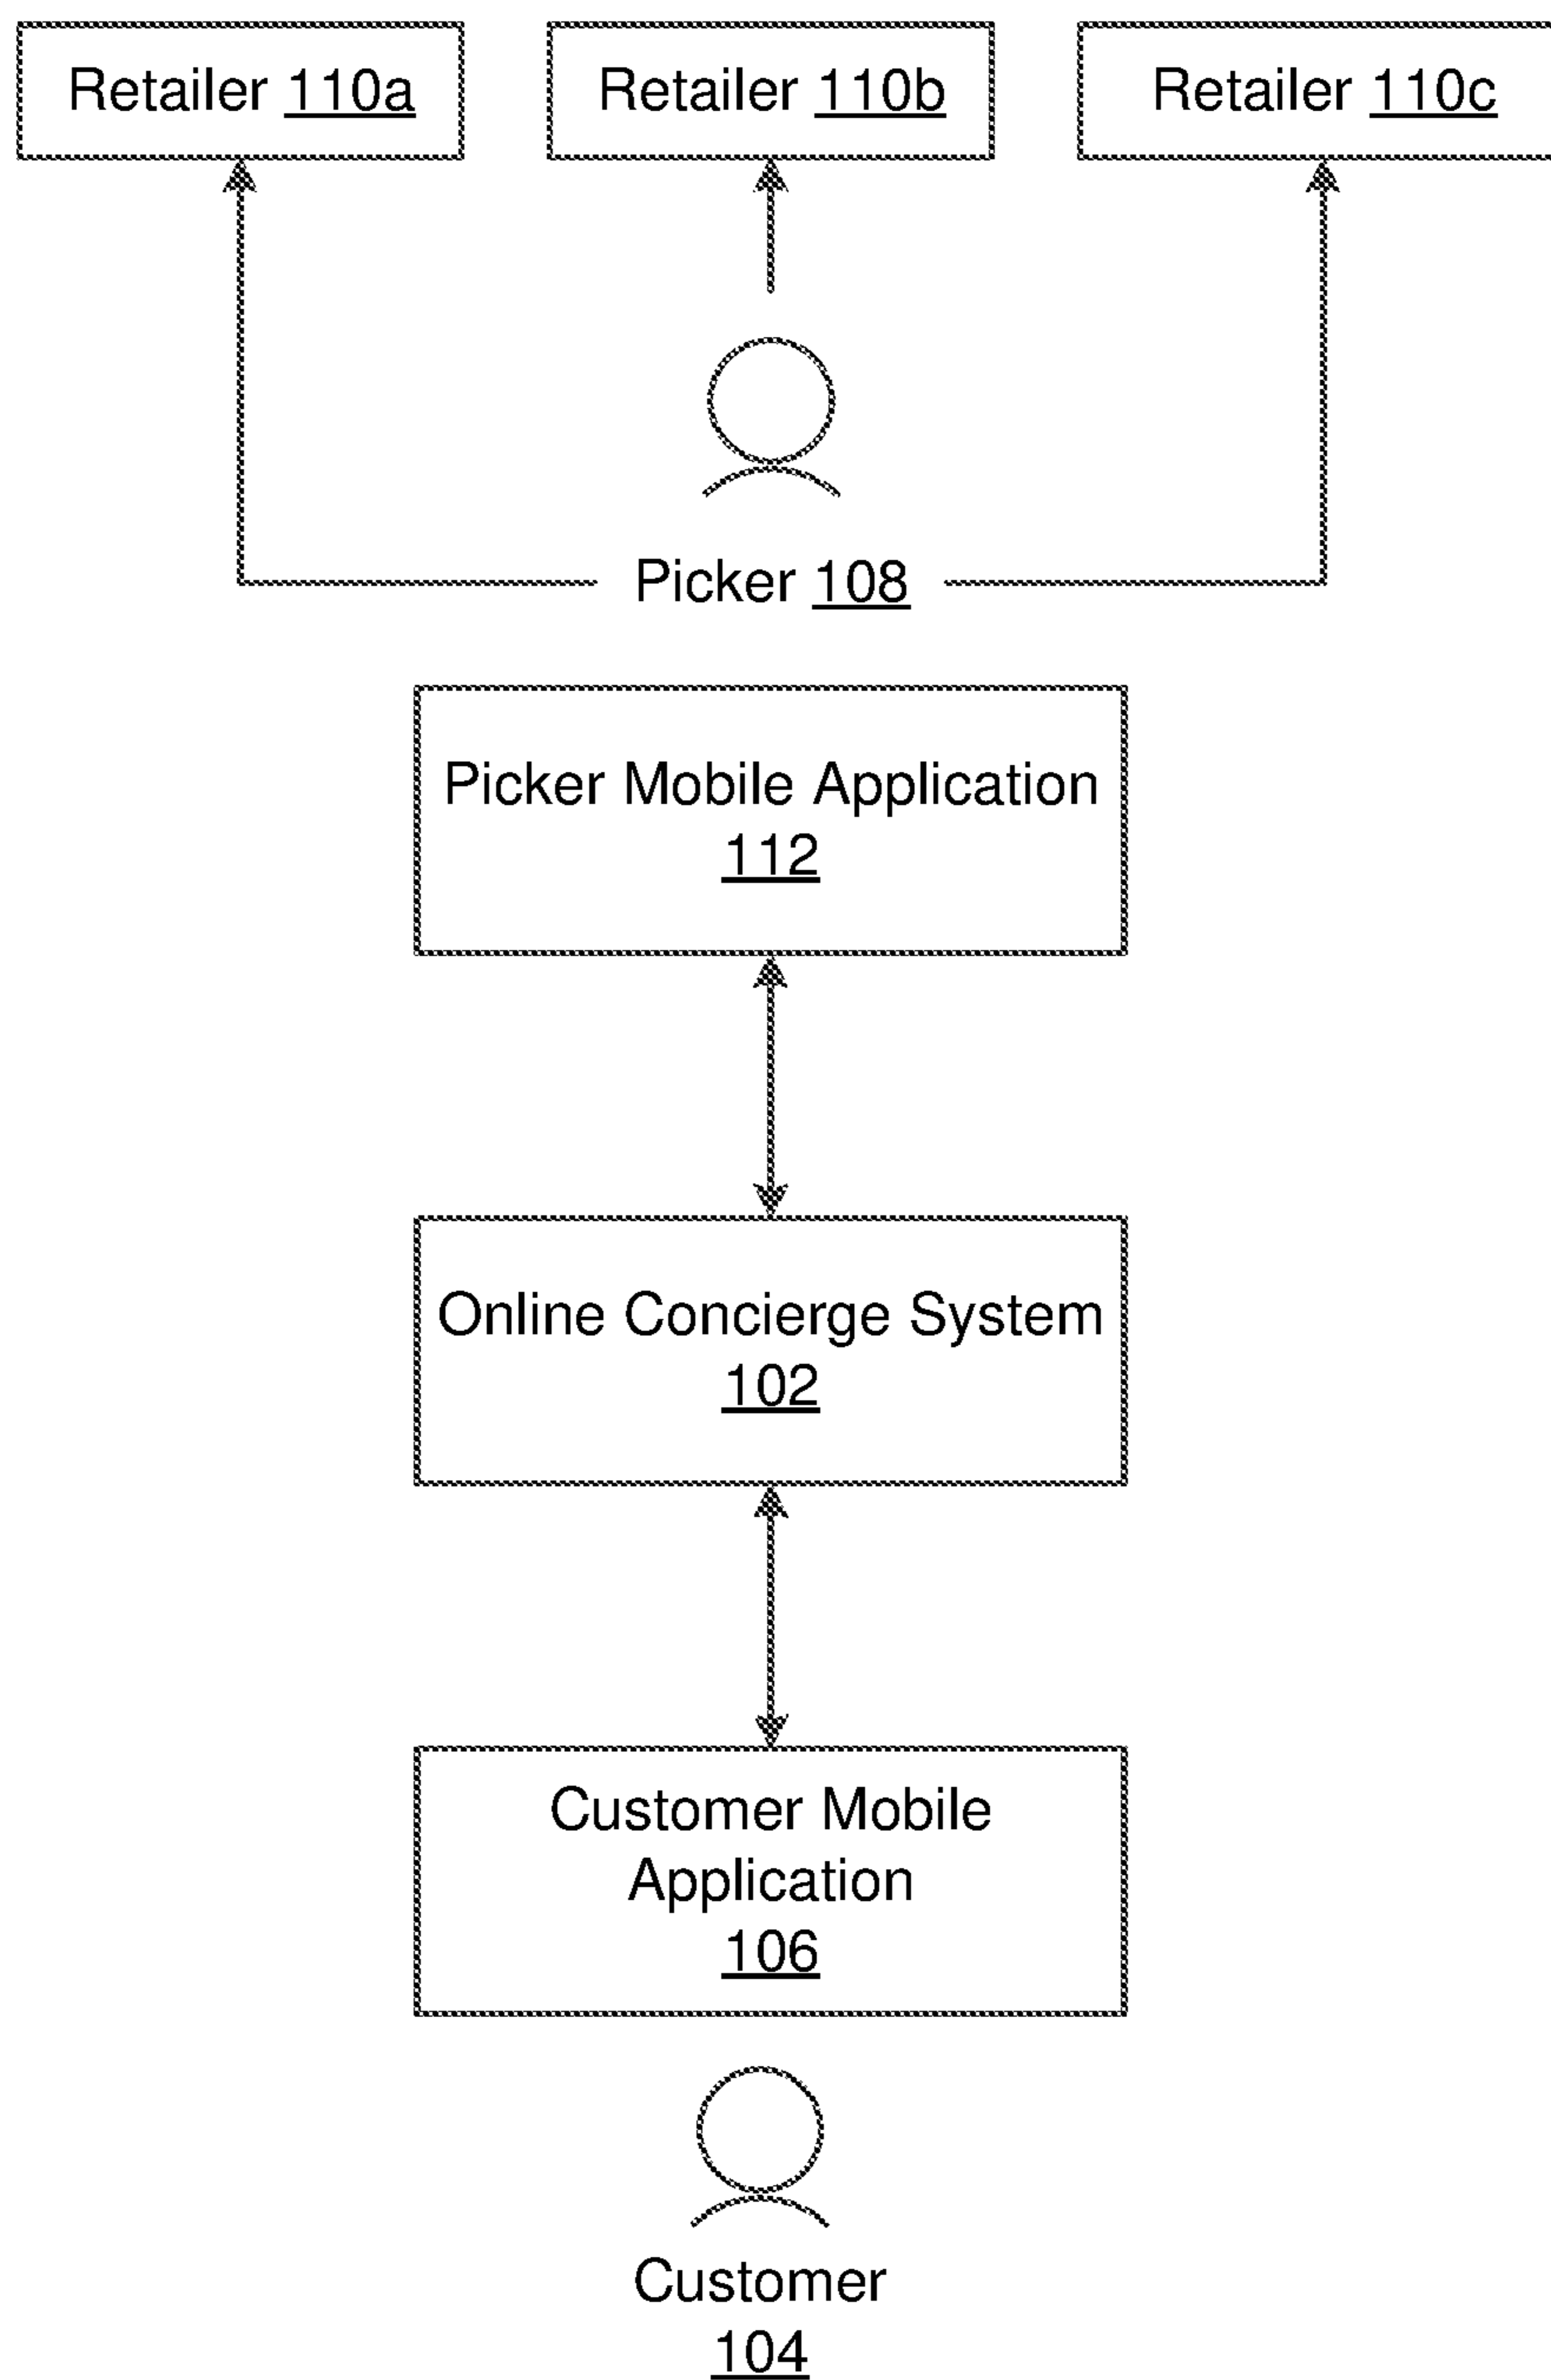 Retailer 110a
Retailer 110b
Retailer 110c
Picker 108
Picker Mobile Application
112
Online Concierge System
102
Customer Mobile
Application
106
Customer
104